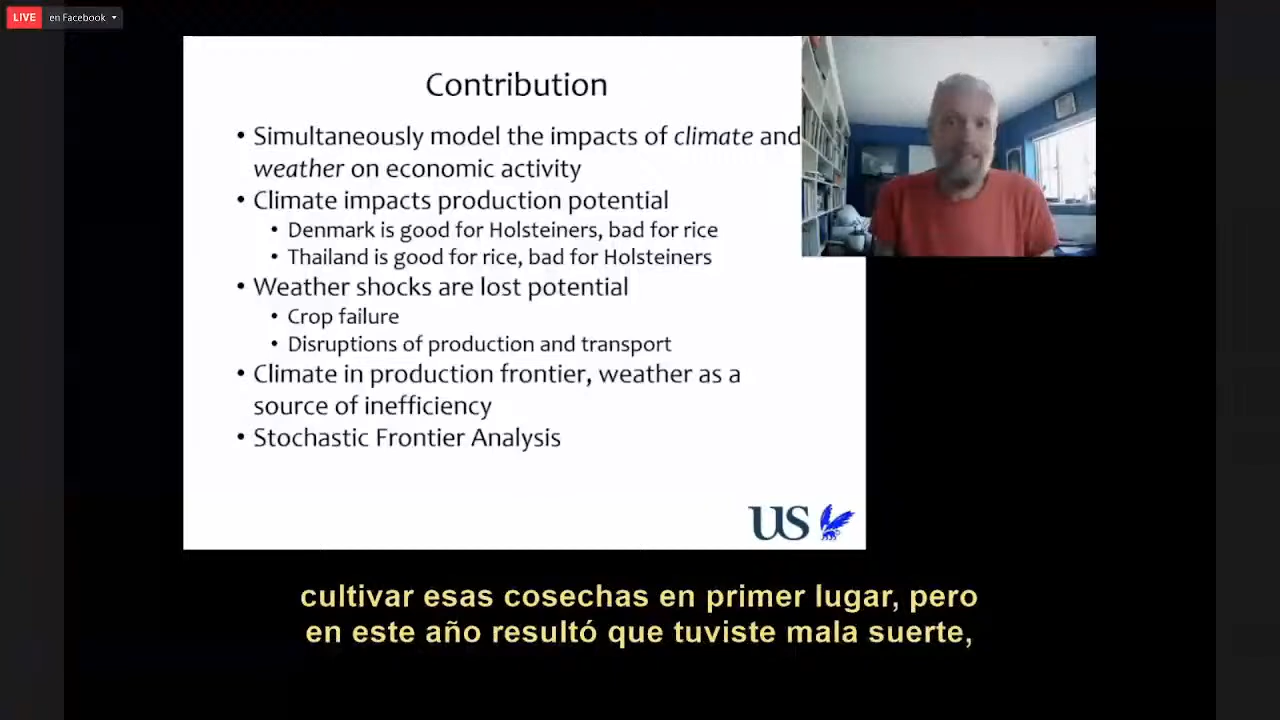 LIVE en Facebook
Contribution
• Simultaneously model the impacts of climate and
weather on economic activity
• Climate impacts production potential
• Denmark is good for Holsteiners, bad for rice
• Thailand is good for rice, bad for Holsteiners
• Weather shocks are lost potential
• Crop failure
• Disruptions of production and transport
• Climate in production frontier, weather as a
source of inefficiency
• Stochastic Frontier Analysis
US
cultivar esas cosechas en primer lugar, pero
en este año resultó que tuviste mala suerte,